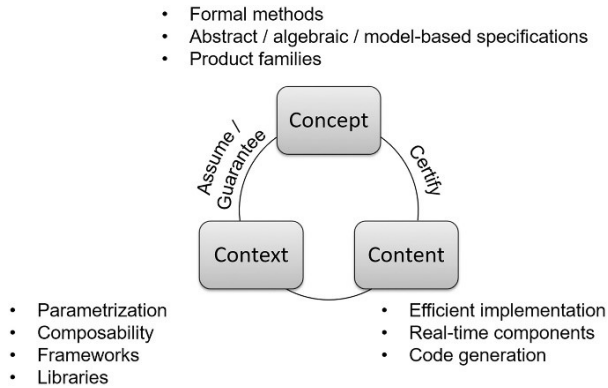 • Formal methods
• Abstract / algebraic / model-based specifications
• Product families
Concept
Assume /
Guarantee
Certify
Context
Content
• Parametrization
• Composability
• Frameworks
• Libraries
• Efficient implementation
• Real-time components
• Code generation